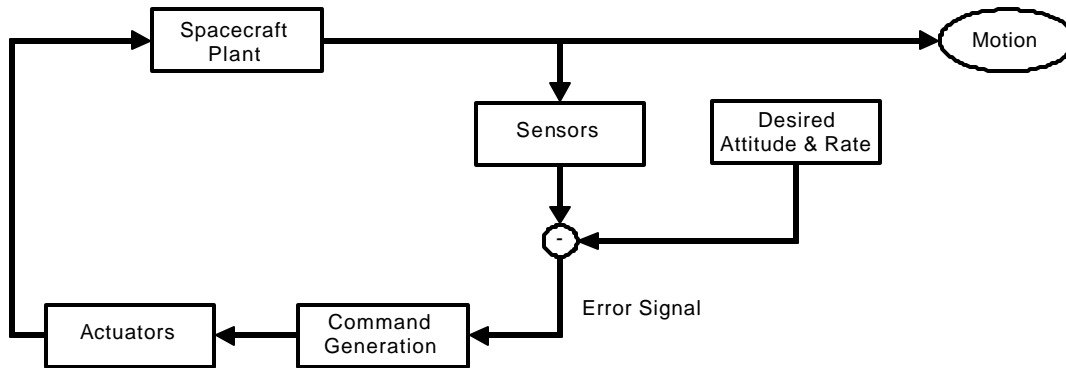 Spacecraft
Plant
Motion
Sensors
Desired
Attitude & Rate
-
Error Signal
Actuators
Command
Generation